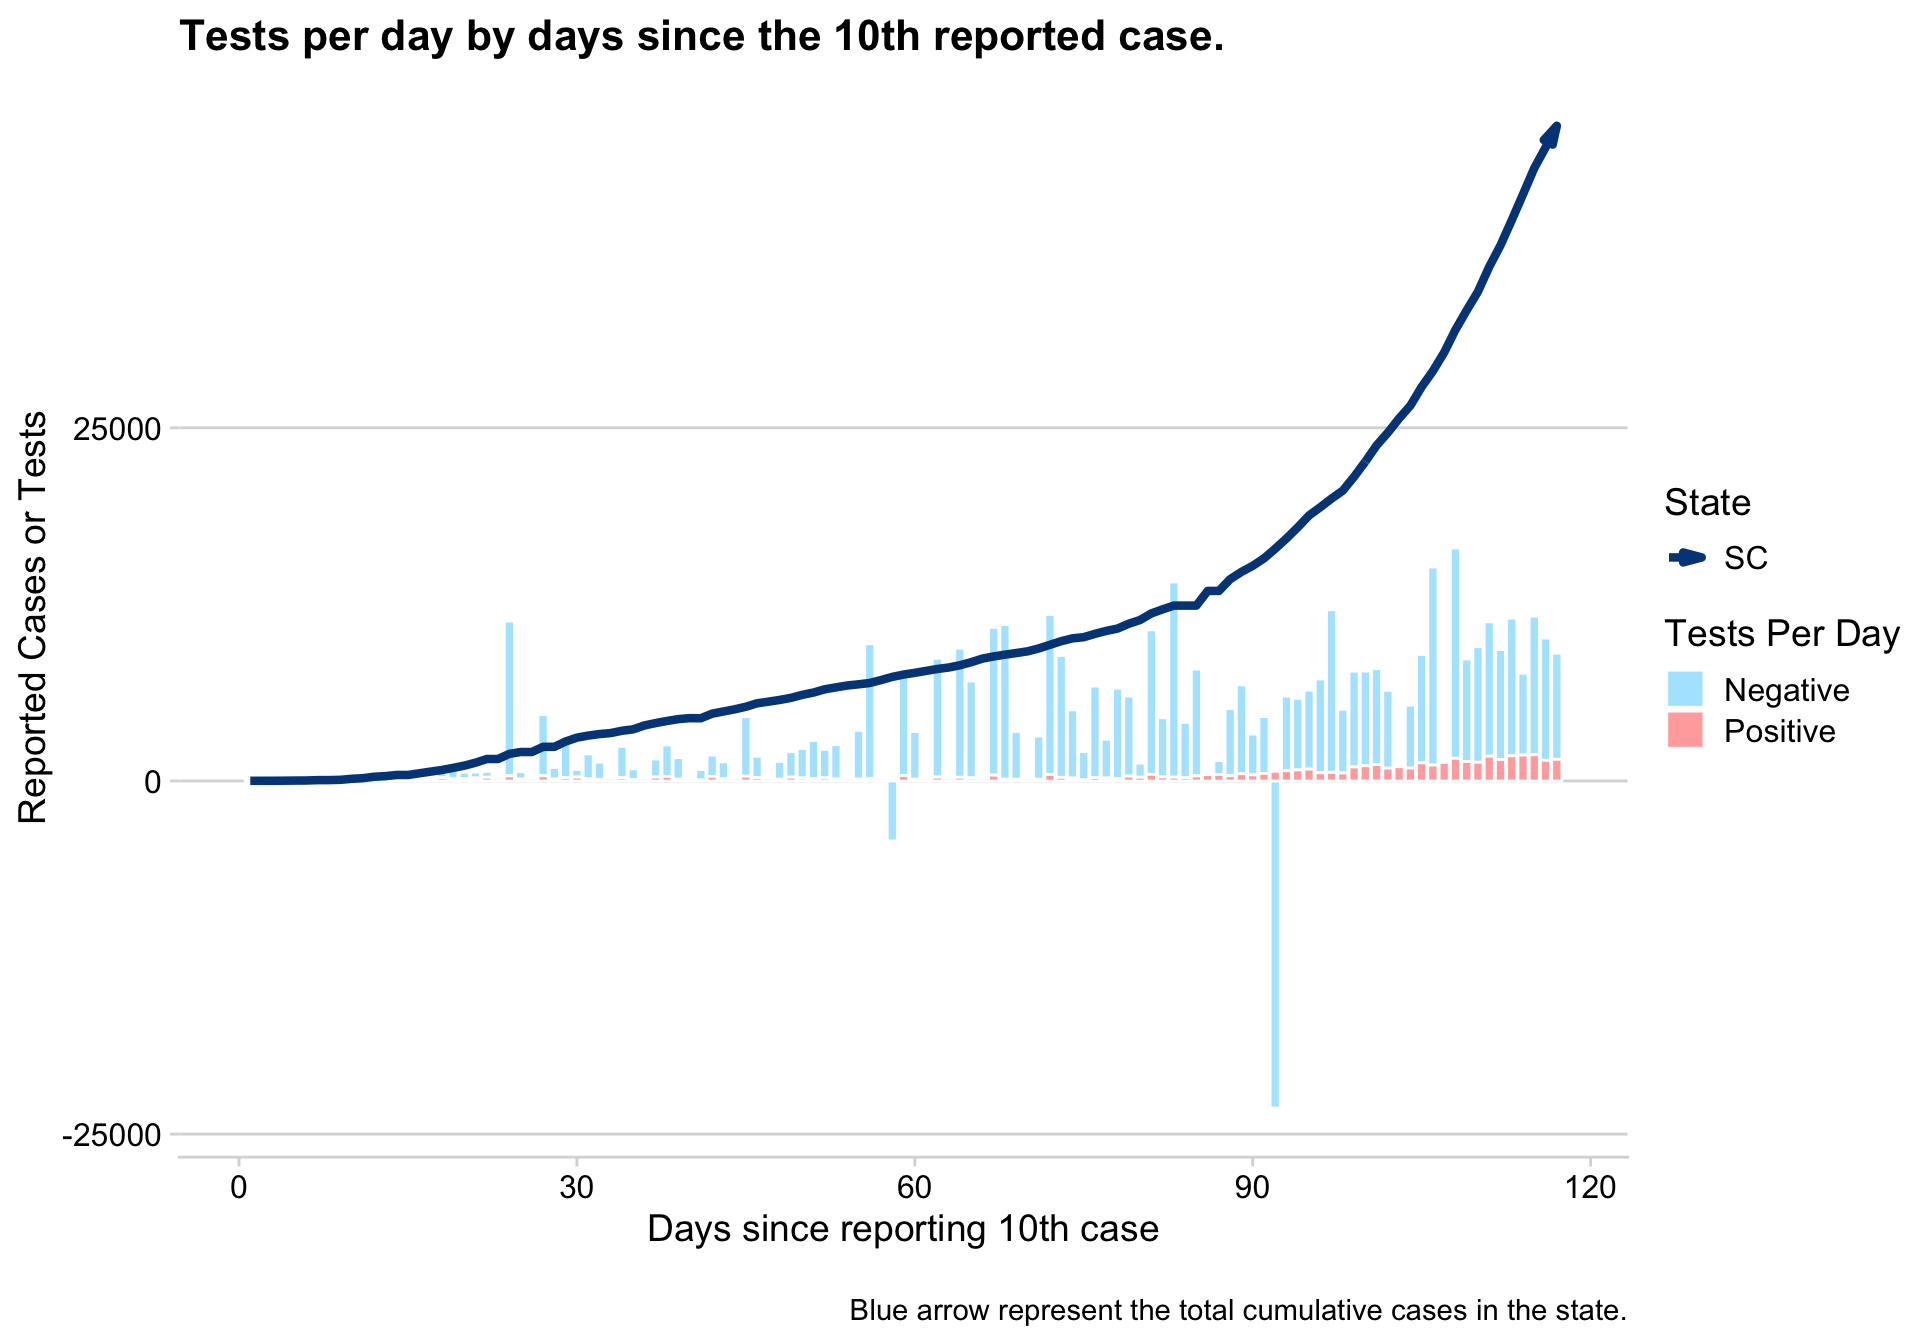 Tests per day by days since the 10th reported case.
Reported Cases or Tests
25000
0
-25000
0 30 60 90 120
Days since reporting 10th case
State
SC
Tests Per Day
Negative
Positive
Blue arrow represent the total cumulative cases in the state.